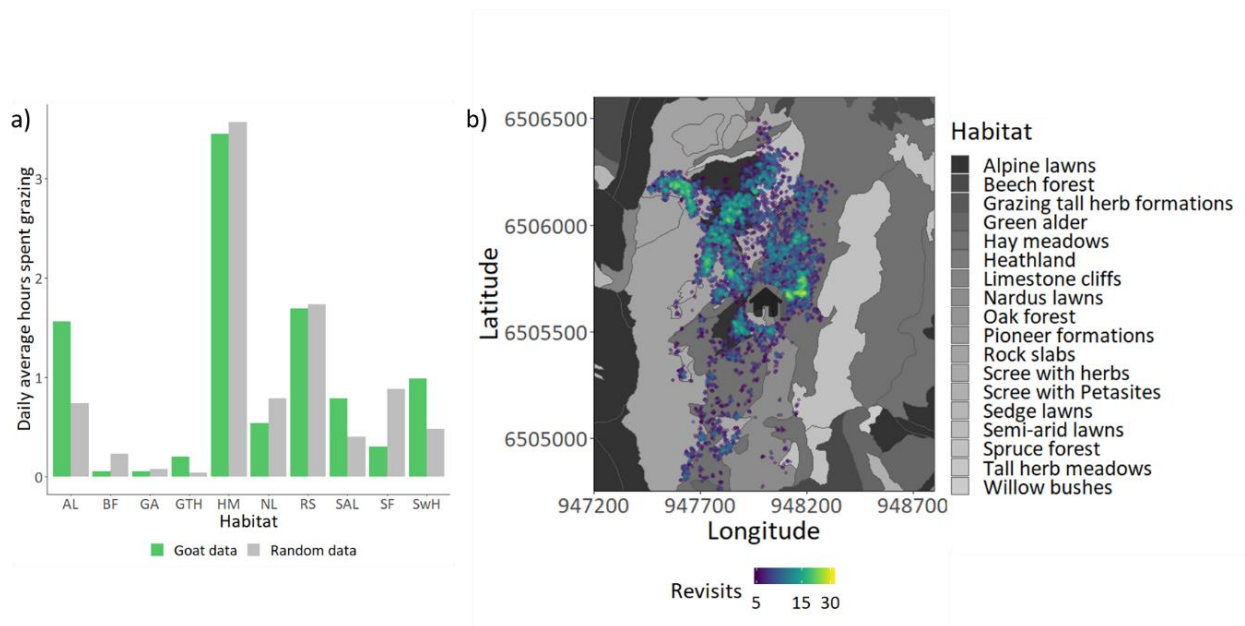 a)
Daily average hours spent grazing
3
2
1
0
AL BF GA GTH HM NL RS SAL SF SwH
Habitat
Goat data Random data
b)
Latitude
6506500
6506000
6505500
6505000
947200 947700 948200 948700
Longitude
Revisits
5 15 30
Habitat
Alpine lawns
Beech forest
Grazing tall herb formations
Green alder
Hay meadows
Heathland
Limestone cliffs
Nardus lawns
Oak forest
Pioneer formations
Rock slabs
Scree with herbs
Scree with Petasites
Sedge lawns
Semi-arid lawns
Spruce forest
Tall herb meadows
Willow bushes